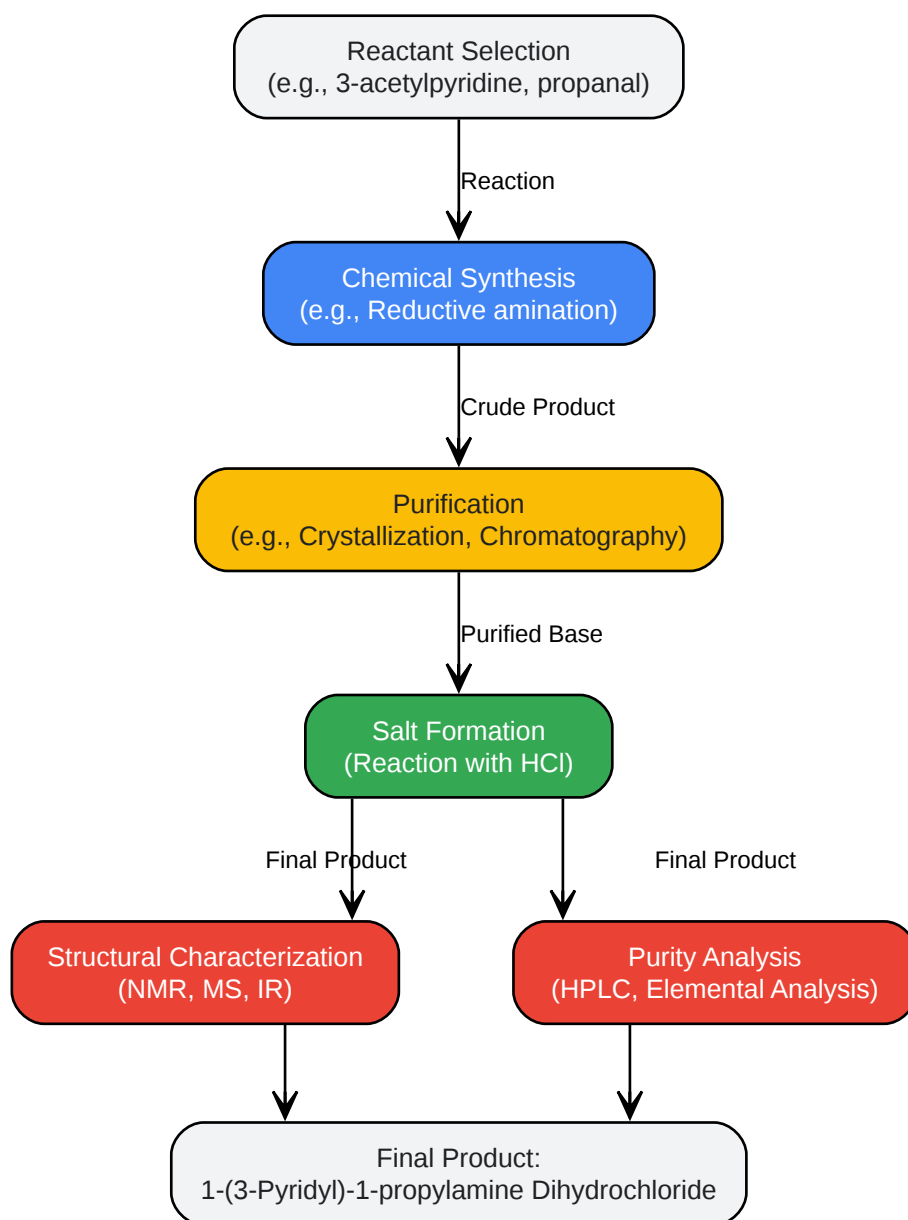 Reactant Selection
(e.g., 3-acetylpyridine, propanal)
Reaction
Chemical Synthesis
(e.g., Reductive amination)
Crude Product
Purification
(e.g., Crystallization, Chromatography)
Purified Base
Salt Formation
(Reaction with HCl)
Final Product
Final Product
Structural Characterization
(NMR, MS, IR)
Purity Analysis
(HPLC, Elemental Analysis)
Final Product:
1-(3-Pyridyl)-1-propylamine Dihydrochloride